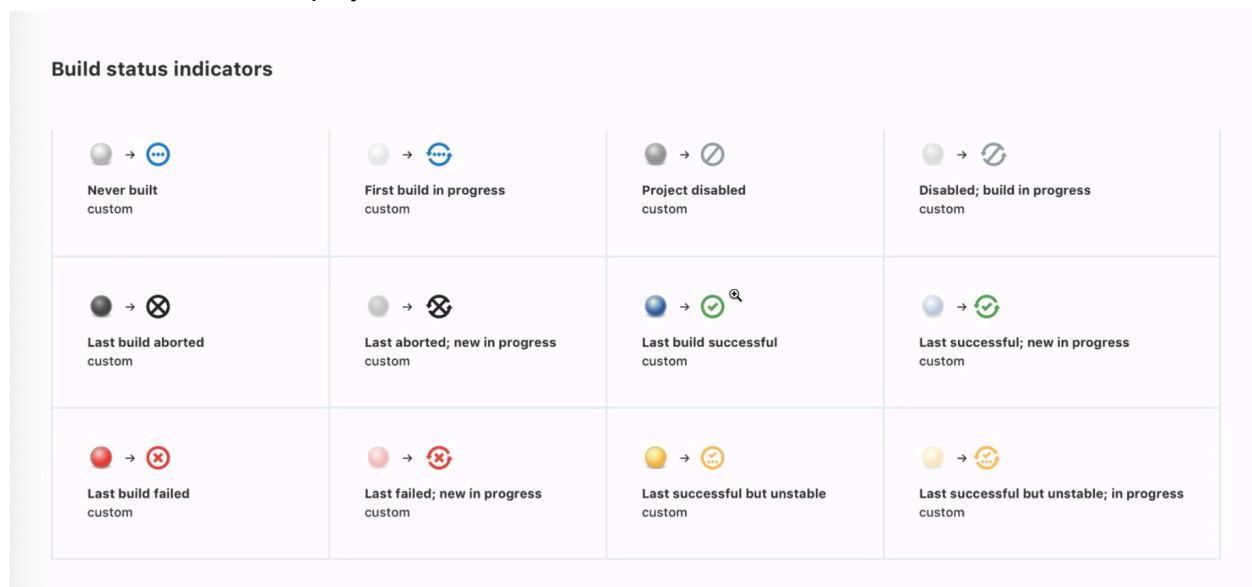 Build status indicators
Never built
custom
First build in progress
custom
Project disabled
custom
Disabled; build in progress
custom
Last build aborted
custom
Last aborted; new in progress
custom
Last build successful
custom
Last successful; new in progress
custom
Last build failed
custom
Last failed; new in progress
custom
Last successful but unstable
custom
Last successful but unstable; in progress
custom